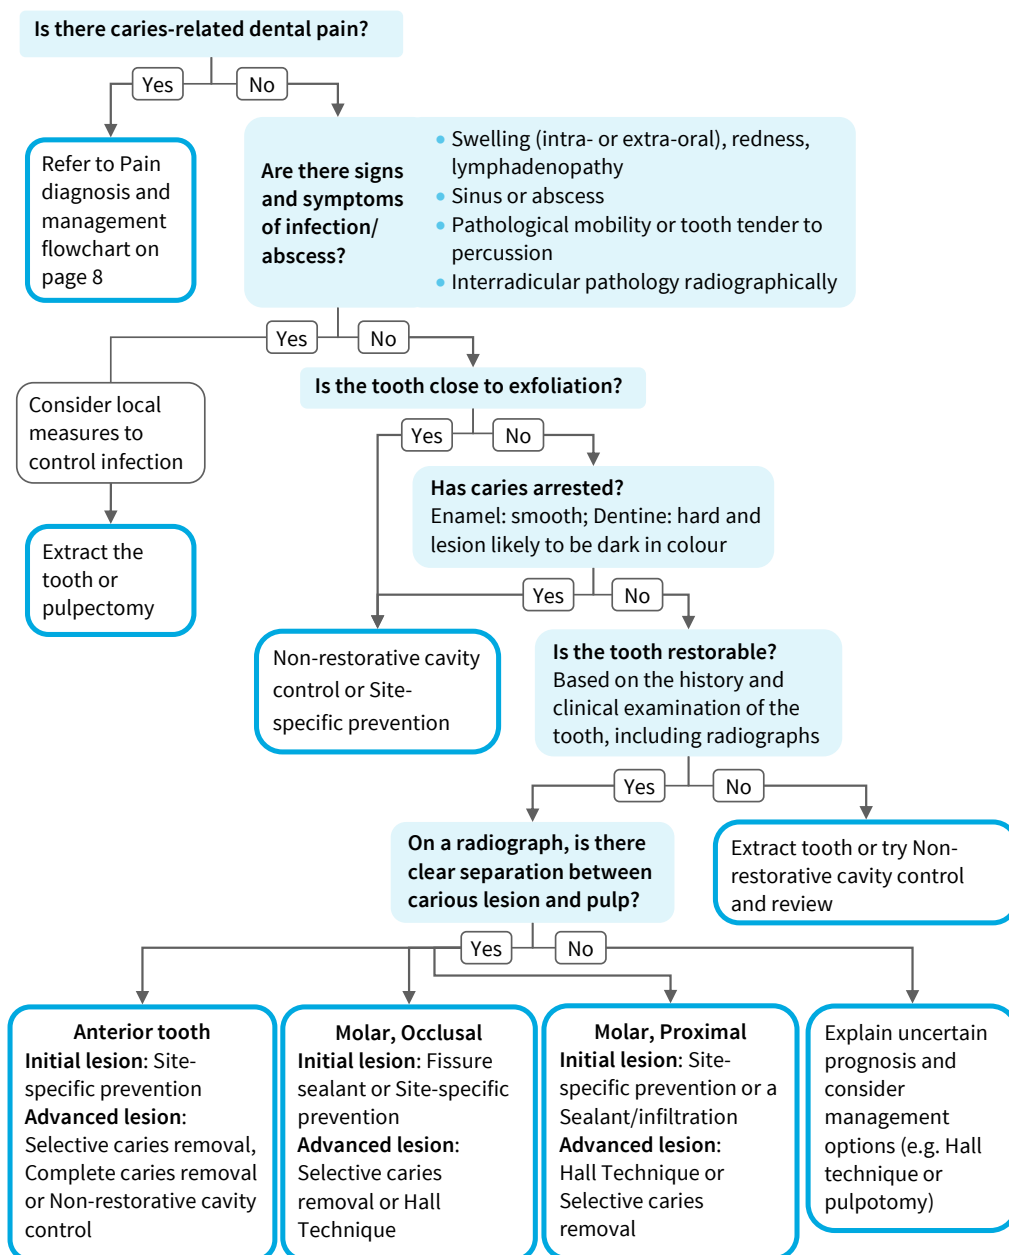 Is there caries-related dental pain?
Yes
No
Refer to Pain
diagnosis and
management
flowchart on
page 8
Are there signs
and symptoms
of infection/
abscess?
• Swelling (intra- or extra-oral), redness,
lymphadenopathy
• Sinus or abscess
• Pathological mobility or tooth tender to
percussion
• Interradicular pathology radiographically
Yes
No
Consider local
measures to
control infection
Extract the
tooth or
pulpectomy
Is the tooth close to exfoliation?
Yes
No
Has caries arrested?
Enamel: smooth; Dentine: hard and
lesion likely to be dark in colour
Yes
No
Non-restorative cavity
control or Site-
specific prevention
Is the tooth restorable?
Based on the history and
clinical examination of the
tooth, including radiographs
Yes
No
On a radiograph, is there
clear separation between
carious lesion and pulp?
Extract tooth or try Non-
restorative cavity control
and review
Yes
No
Anterior tooth
Initial lesion: Site-
specific prevention
Advanced lesion:
Selective caries removal,
Complete caries removal
or Non-restorative cavity
control
Molar, Occlusal
Initial lesion: Fissure
sealant or Site-specific
prevention
Advanced lesion:
Selective caries
removal or Hall
Technique
Molar, Proximal
Initial lesion: Site-
specific prevention or a
Sealant/infiltration
Advanced lesion:
Hall Technique or
Selective caries
removal
Explain uncertain
prognosis and
consider
management
options (e.g. Hall
technique or
pulpotomy)